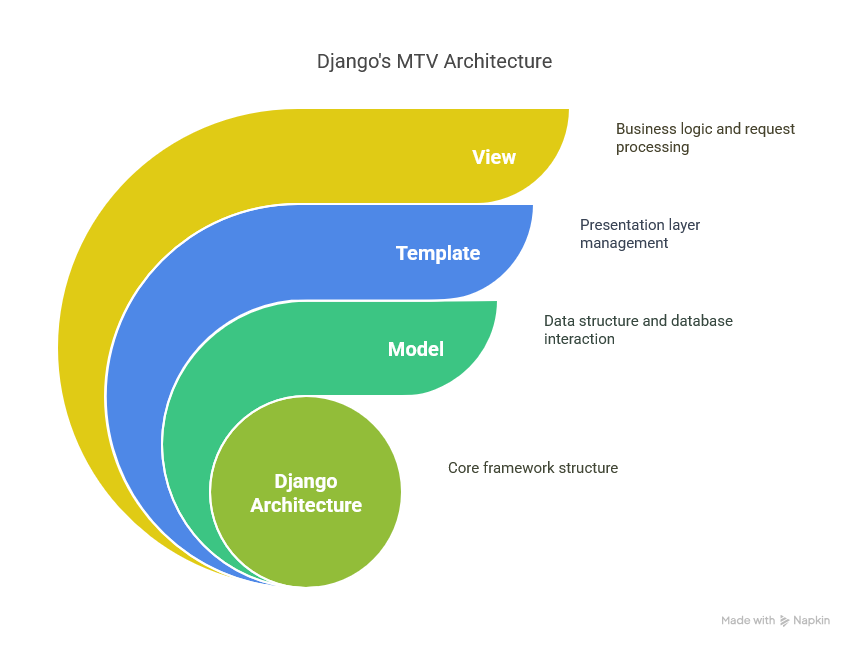 Django's MTV Architecture
View
Business logic and request
processing
Template
Presentation layer
management
Model
Data structure and database
interaction
Django
Architecture
Core framework structure
Made with Napkin